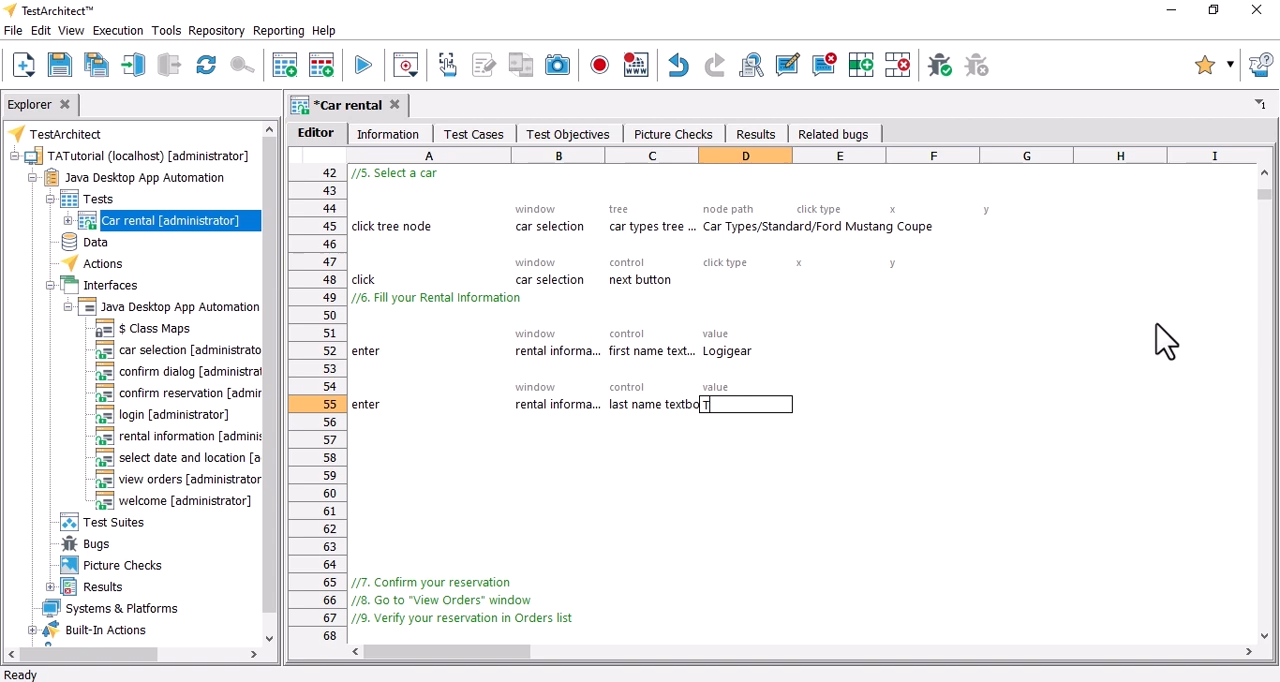 TestArchitect™
File Edit View Execution Tools Repository Reporting Help
Explorer
*Car rental
TestArchitect
TATutorial (localhost) [administrator]
Java Desktop App Automation
Tests
Car rental [administrator]
Data
Actions
Interfaces
Java Desktop App Automation
$ Class Maps
car selection [administrato
confirm dialog [administrat
confirm reservation [admir
login [administrator]
rental information [adminis
select date and location [a
view orders [administrator
welcome [administrator]
Test Suites
Bugs
Picture Checks
Results
Systems & Platforms
Built-In Actions
Editor Information Test Cases Test Objectives Picture Checks Results Related bugs
A B C D E F G H I
42 //5. Select a car
43
44 window tree node path click type x y
45 click tree node car selection car types tree ... Car Types/Standard/Ford Mustang Coupe
46
47 window control click type x y
48 click car selection next button
49 //6. Fill your Rental Information
50
51 window control value
52 enter rental informa... first name text... Logigear
53
54 window control value
55 enter rental informa... last name textbo T
56
57
58
59
60
61
62
63
64
65 //7. Confirm your reservation
66 //8. Go to "View Orders" window
67 //9. Verify your reservation in Orders list
68
Ready